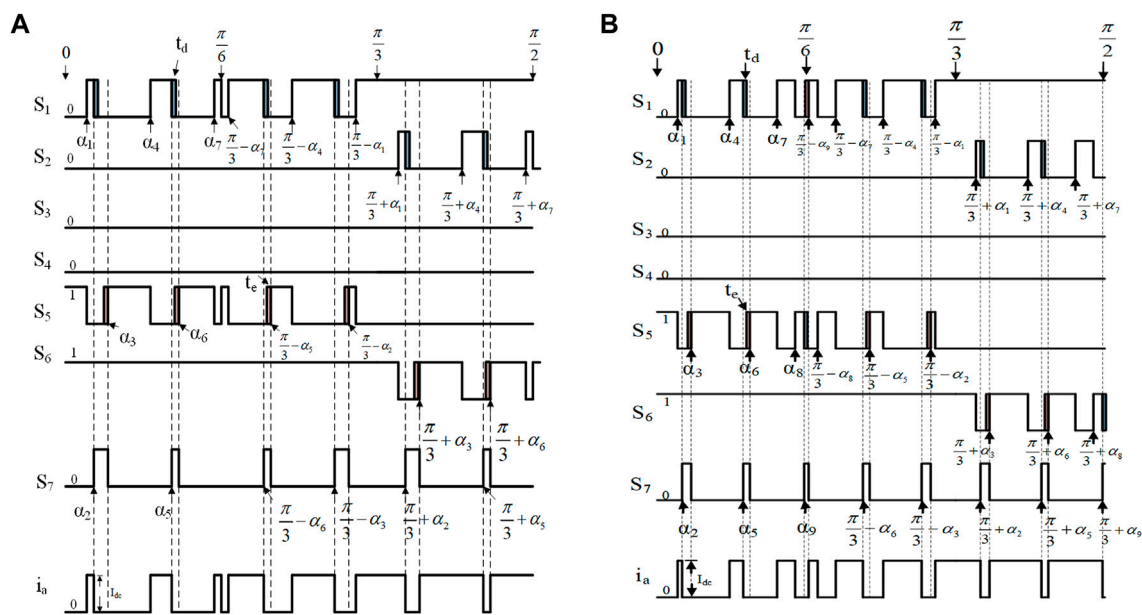 A
0
t_d
π/6
π/3
π/2
S₁
0
α₁
α₄
α₇
π/3 − α₇
π/3 − α₄
π/3 − α₁
S₂
0
π/3 + α₁
π/3 + α₄
π/3 + α₇
S₃
0
S₄
0
t_e
S₅
1
α₃
α₆
π/3 − α₅
π/3 − α₂
S₆
1
π/3 + α₃
π/3 + α₆
S₇
0
α₂
α₅
π/3 − α₆
π/3 − α₃
π/3 + α₂
π/3 + α₅
iₐ
0
I_dc
B
0
t_d
π/6
π/3
π/2
S₁
0
α₁
α₄
α₇
π/3 − α₉
π/3 − α₇
π/3 − α₄
π/3 − α₁
S₂
0
π/3 + α₁
π/3 + α₄
π/3 + α₇
S₃
0
S₄
0
t_e
S₅
1
α₃
α₆
α₈
π/3 − α₈
π/3 − α₅
π/3 − α₂
S₆
1
π/3 + α₃
π/3 + α₆
π/3 + α₈
S₇
0
α₂
α₅
α₉
π/3 − α₆
π/3 − α₃
π/3 + α₂
π/3 + α₅
π/3 + α₉
iₐ
0
I_dc